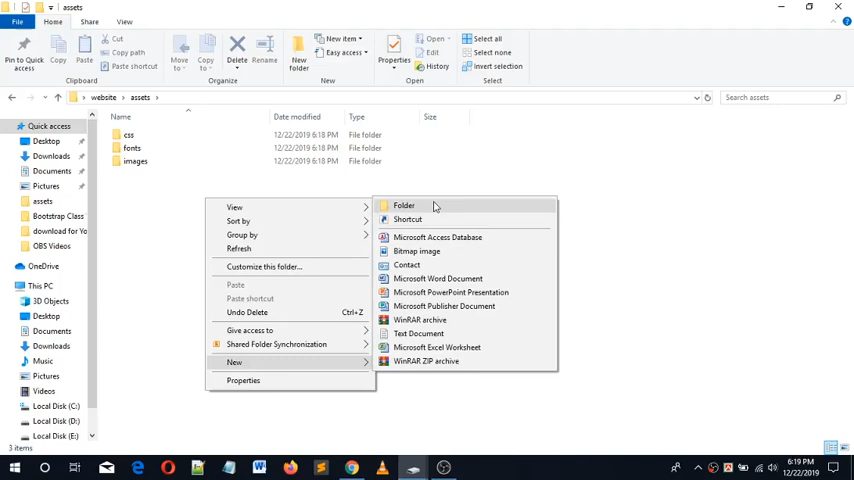 assets
File Home Share View
Pin to Quick access
Copy
Paste
Cut
Copy path
Paste shortcut
Clipboard
Move to
Copy to
Delete
Rename
Organize
New folder
New item
Easy access
New
Properties
Open
Edit
History
Open
Select all
Select none
Invert selection
Select
website assets
Search assets
Name Date modified Type Size
css 12/22/2019 6:18 PM File folder
fonts 12/22/2019 6:18 PM File folder
images 12/22/2019 6:18 PM File folder
Quick access
Desktop
Downloads
Documents
Pictures
assets
Bootstrap Class
download for Yo
OBS Videos
OneDrive
This PC
3D Objects
Desktop
Documents
Downloads
Music
Pictures
Videos
Local Disk (C:)
Local Disk (D:)
Local Disk (E:)
View
Sort by
Group by
Refresh
Customize this folder...
Paste
Paste shortcut
Undo Delete Ctrl+Z
Give access to
Shared Folder Synchronization
New
Properties
Folder
Shortcut
Microsoft Access Database
Bitmap image
Contact
Microsoft Word Document
Microsoft PowerPoint Presentation
Microsoft Publisher Document
WinRAR archive
Text Document
Microsoft Excel Worksheet
WinRAR ZIP archive
3 items
6:19 PM
12/22/2019